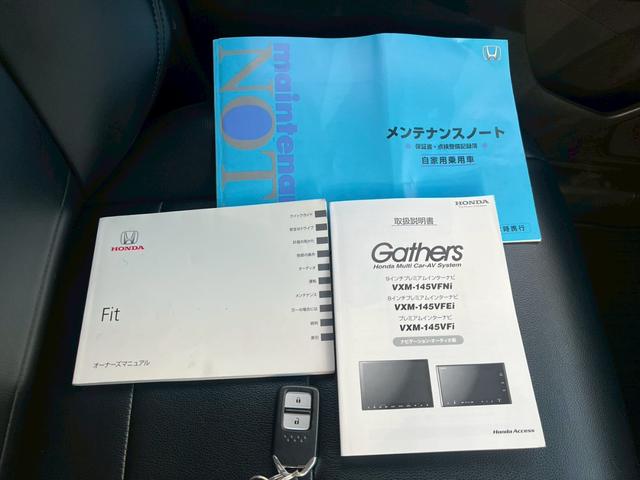 maintenan
NOT
メンテナンスノート
保証書・点検整備記録簿
自家用乗用車
時携行
HONDA
Fit
オーナーズマニュアル
クイックガイド
安全なドライブ
計器の見かた
各部の操作
オーディオ
運転
メンテナンス
万一の場合には
資料
索引
HONDA
取扱説明書
Gathers
Honda Multi Car-AV System
9インチプレミアムインターナビ
VXM-145VFNi
8インチプレミアムインターナビ
VXM-145VFEi
プレミアムインターナビ
VXM-145VFi
ナビゲーション・オーディオ編
Honda Access